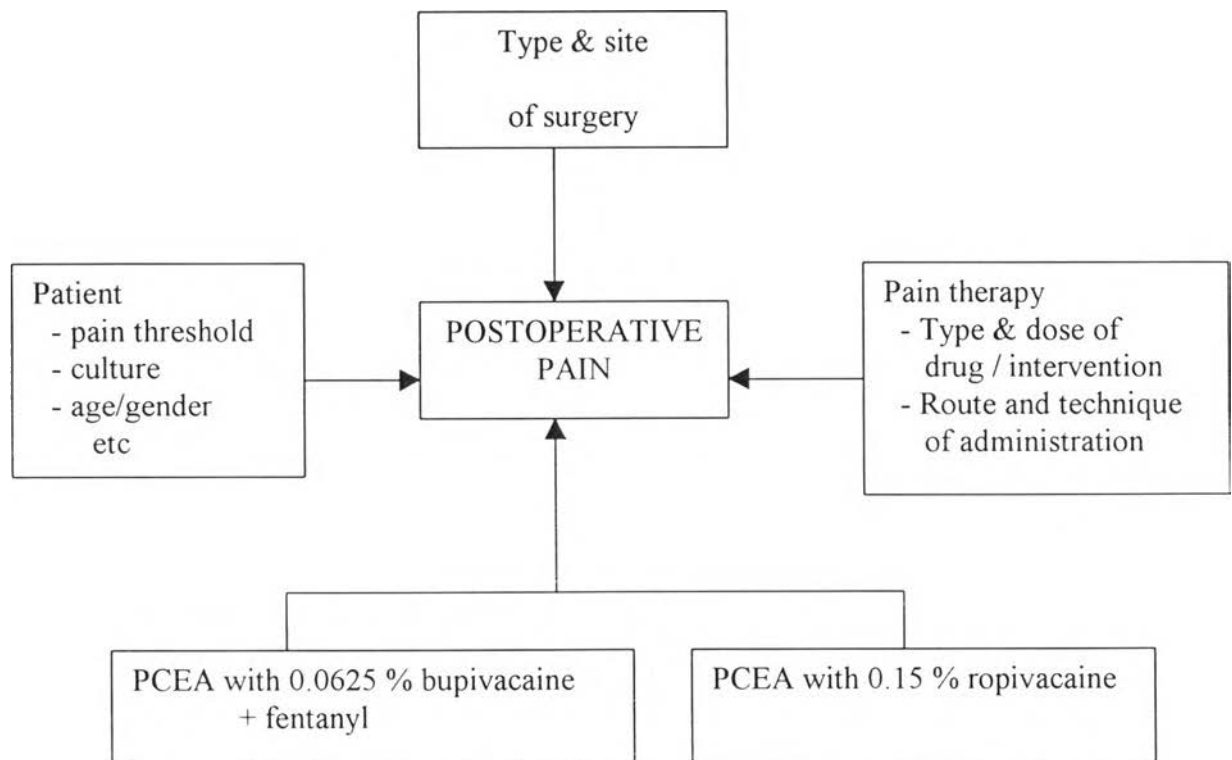 Type & site
of surgery
Patient
- pain threshold
- culture
- age/gender
etc
POSTOPERATIVE
PAIN
Pain therapy
- Type & dose of
drug / intervention
- Route and technique
of administration
PCEA with 0.0625 % bupivacaine
+ fentanyl
PCEA with 0.15 % ropivacaine